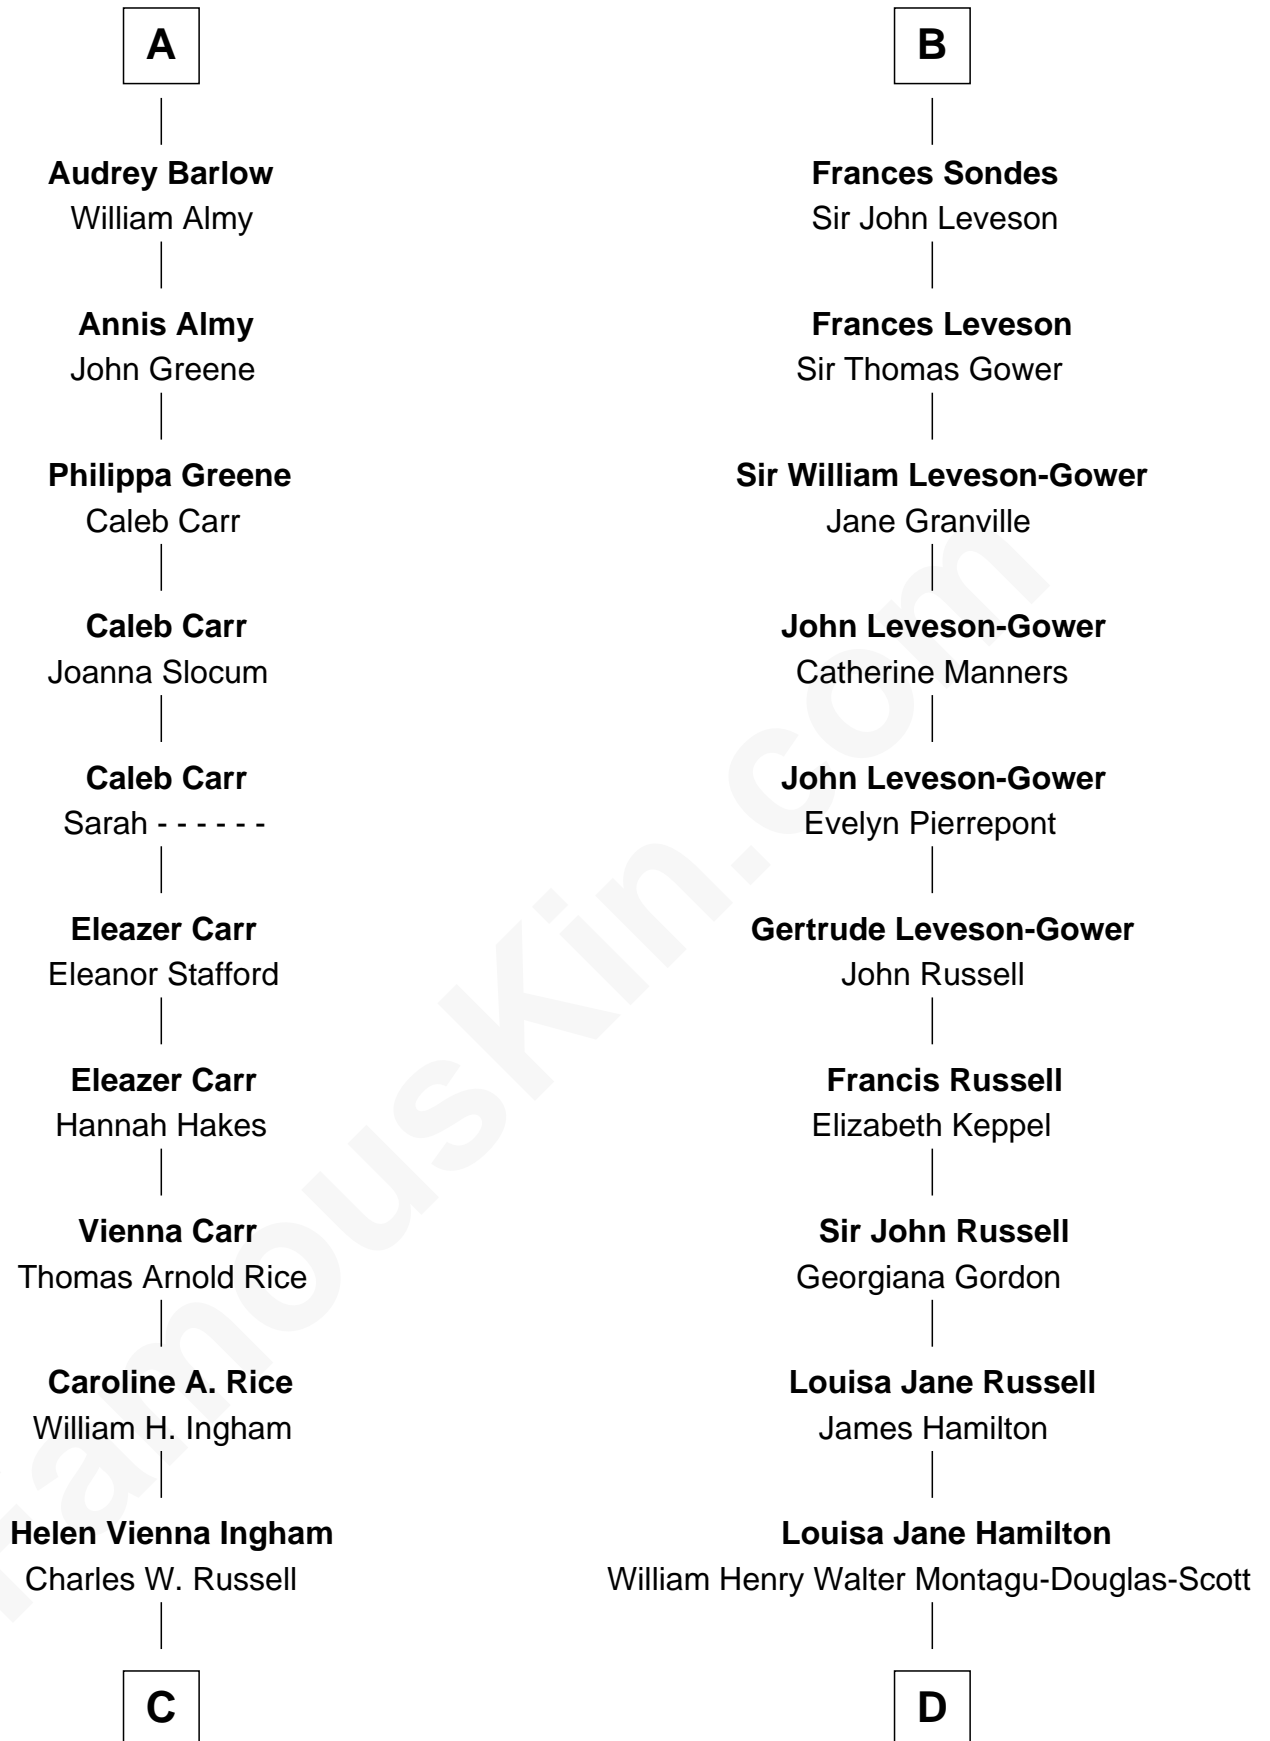 A
Audrey Barlow
William Almy
Annis Almy
John Greene
Philippa Greene
Caleb Carr
Caleb Carr
Joanna Slocum
Caleb Carr
Sarah - - - - - -
Eleazer Carr
Eleanor Stafford
Eleazer Carr
Hannah Hakes
Vienna Carr
Thomas Arnold Rice
Caroline A. Rice
William H. Ingham
Helen Vienna Ingham
Charles W. Russell
C
B
Frances Sondes
Sir John Leveson
Frances Leveson
Sir Thomas Gower
Sir William Leveson-Gower
Jane Granville
John Leveson-Gower
Catherine Manners
John Leveson-Gower
Evelyn Pierrepont
Gertrude Leveson-Gower
John Russell
Francis Russell
Elizabeth Keppel
Sir John Russell
Georgiana Gordon
Louisa Jane Russell
James Hamilton
Louisa Jane Hamilton
William Henry Walter Montagu-Douglas-Scott
D
FamousKin.com